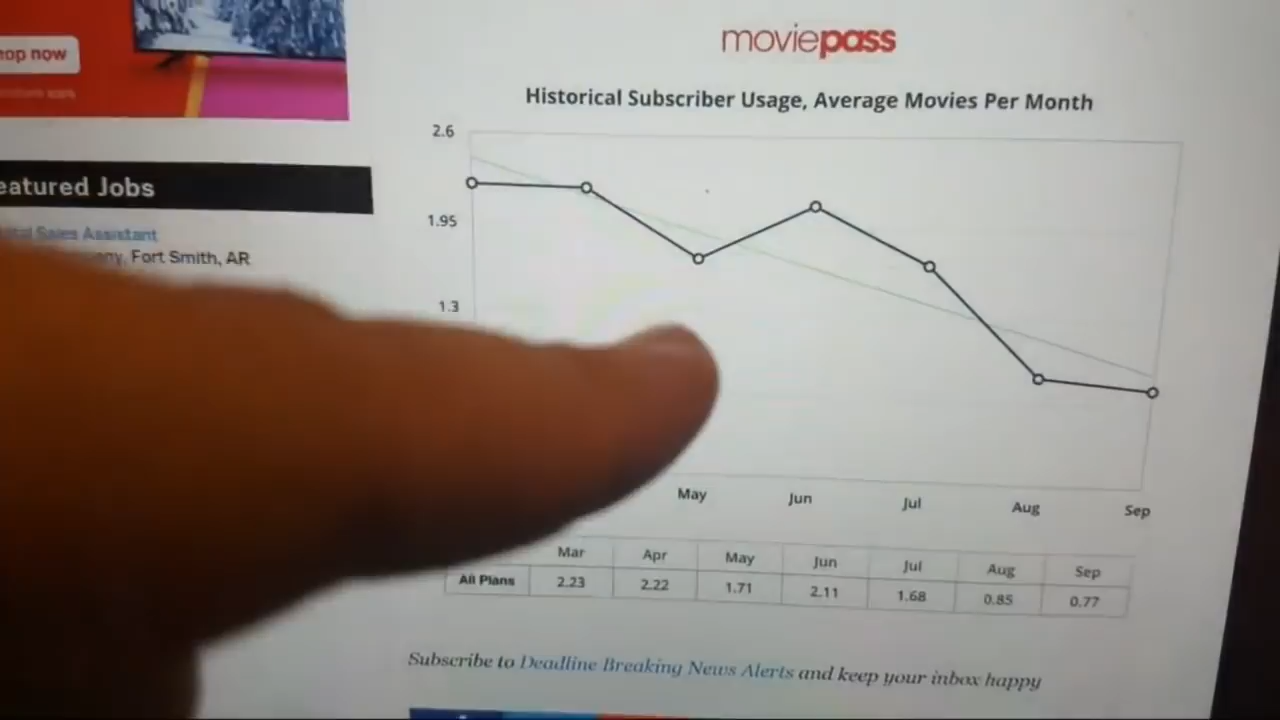 op now
moviepass
Historical Subscriber Usage, Average Movies Per Month
2.6
eatured Jobs
1.95
Sales Assistant
Fort Smith, AR
1.3
May Jun Jul Aug Sep
Mar Apr May Jun Jul Aug Sep
All Plans 2.23 2.22 1.71 2.11 1.68 0.85 0.77
Subscribe to Deadline Breaking News Alerts and keep your inbox happy